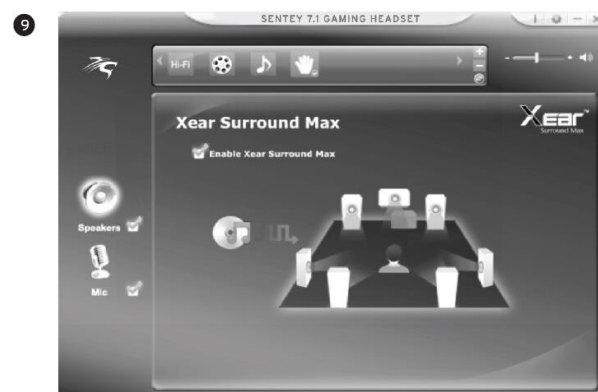 9
SENTEY 7.1 GAMING HEADSET
Hi-Fi
Xear Surround Max
Xear™
Surround Max
Enable Xear Surround Max
Speakers
Mic